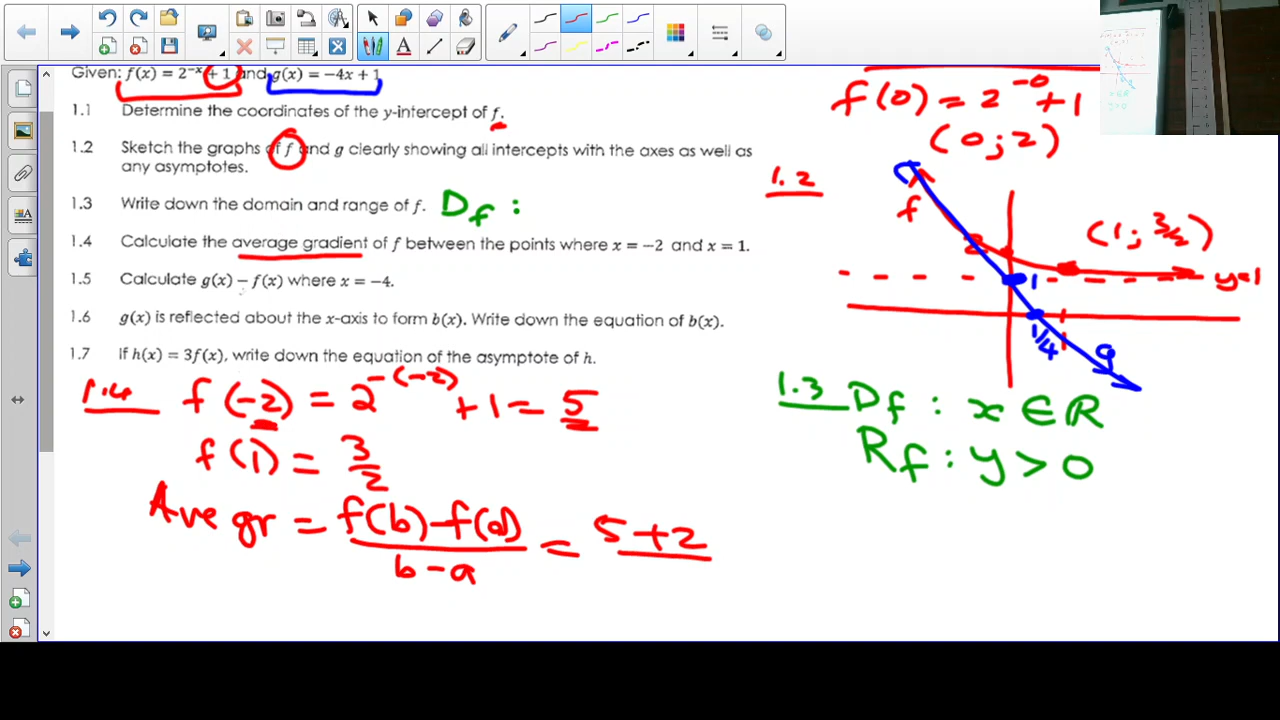 Given: f(x) = 2⁻ˣ + 1 and g(x) = −4x + 1
1.1 Determine the coordinates of the y-intercept of f.
1.2 Sketch the graphs of f and g clearly showing all intercepts with the axes as well as
any asymptotes.
1.3 Write down the domain and range of f. Df :
1.4 Calculate the average gradient of f between the points where x = −2 and x = 1.
1.5 Calculate g(x) − f(x) where x = −4.
1.6 g(x) is reflected about the x-axis to form b(x). Write down the equation of b(x).
1.7 If h(x) = 3f(x), write down the equation of the asymptote of h.
1.4 f(-2) = 2^-(-2) + 1 = 5
f(1) = 3/2
Ave gr = f(b) - f(a) / b - a = 5 + 2
f(0) = 2^-0 + 1
(0 ; 2)
1.2
f
2
(1 ; 3/2)
y=1
1
1/4
g
1.3 Df : x ∈ ℝ
Rf : y > 0